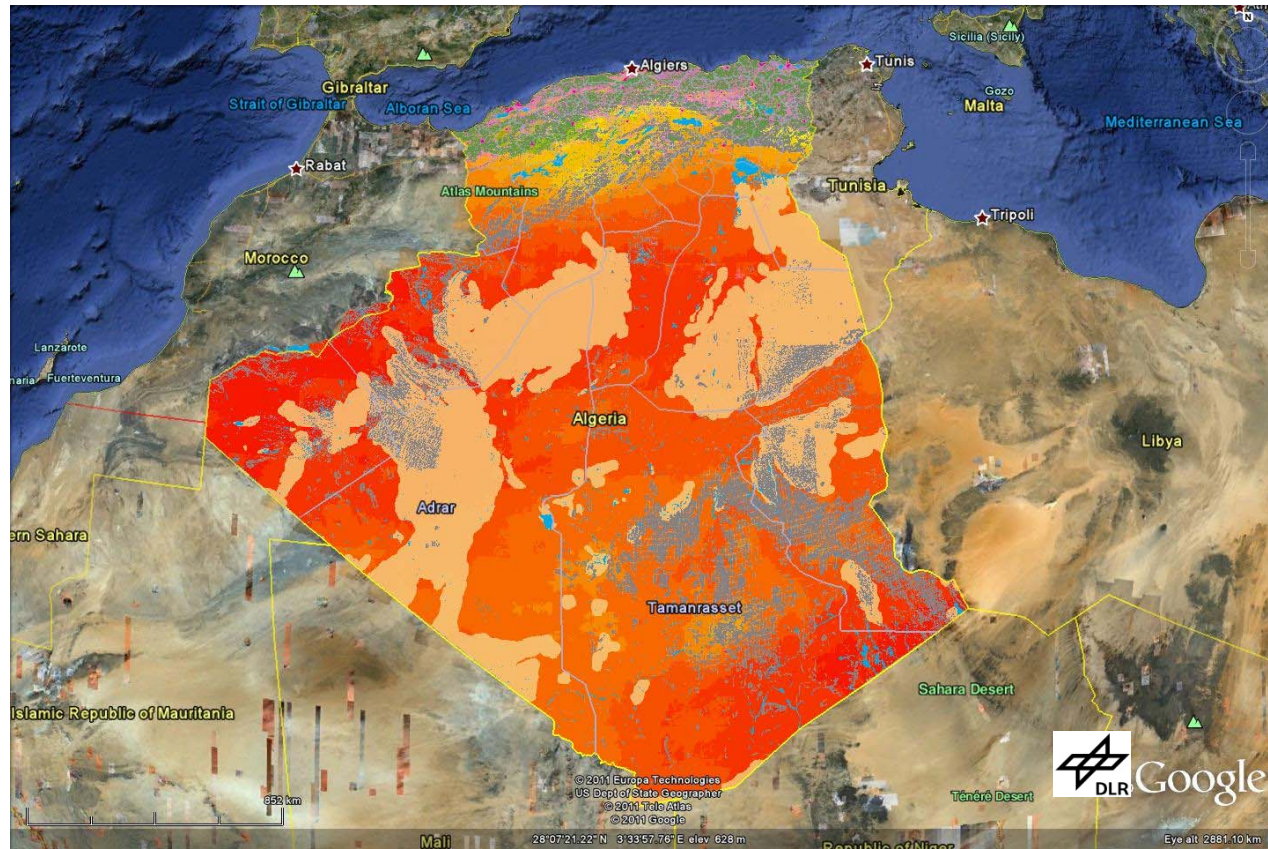 N
Sicilia (Sicily)
Algiers
Tunis
Gibraltar
Strait of Gibraltar
Alboran Sea
Gozo
Malta
Mediterranean Sea
Rabat
Atlas Mountains
Tunisia
Tripoli
Morocco
Lanzarote
Fuerteventura
Algeria
Libya
Adrar
ern Sahara
Tamanrasset
Sahara Desert
Islamic Republic of Mauritania
DLR
Google
© 2011 Europa Technologies
US Dept of State Geographer
© 2011 Tele Atlas
© 2011 Google
852 km
Ténéré Desert
Mali
28°07'21.22" N 3°33'57.76" E elev 628 m
Republic of Niger
Eye alt 2881.10 km